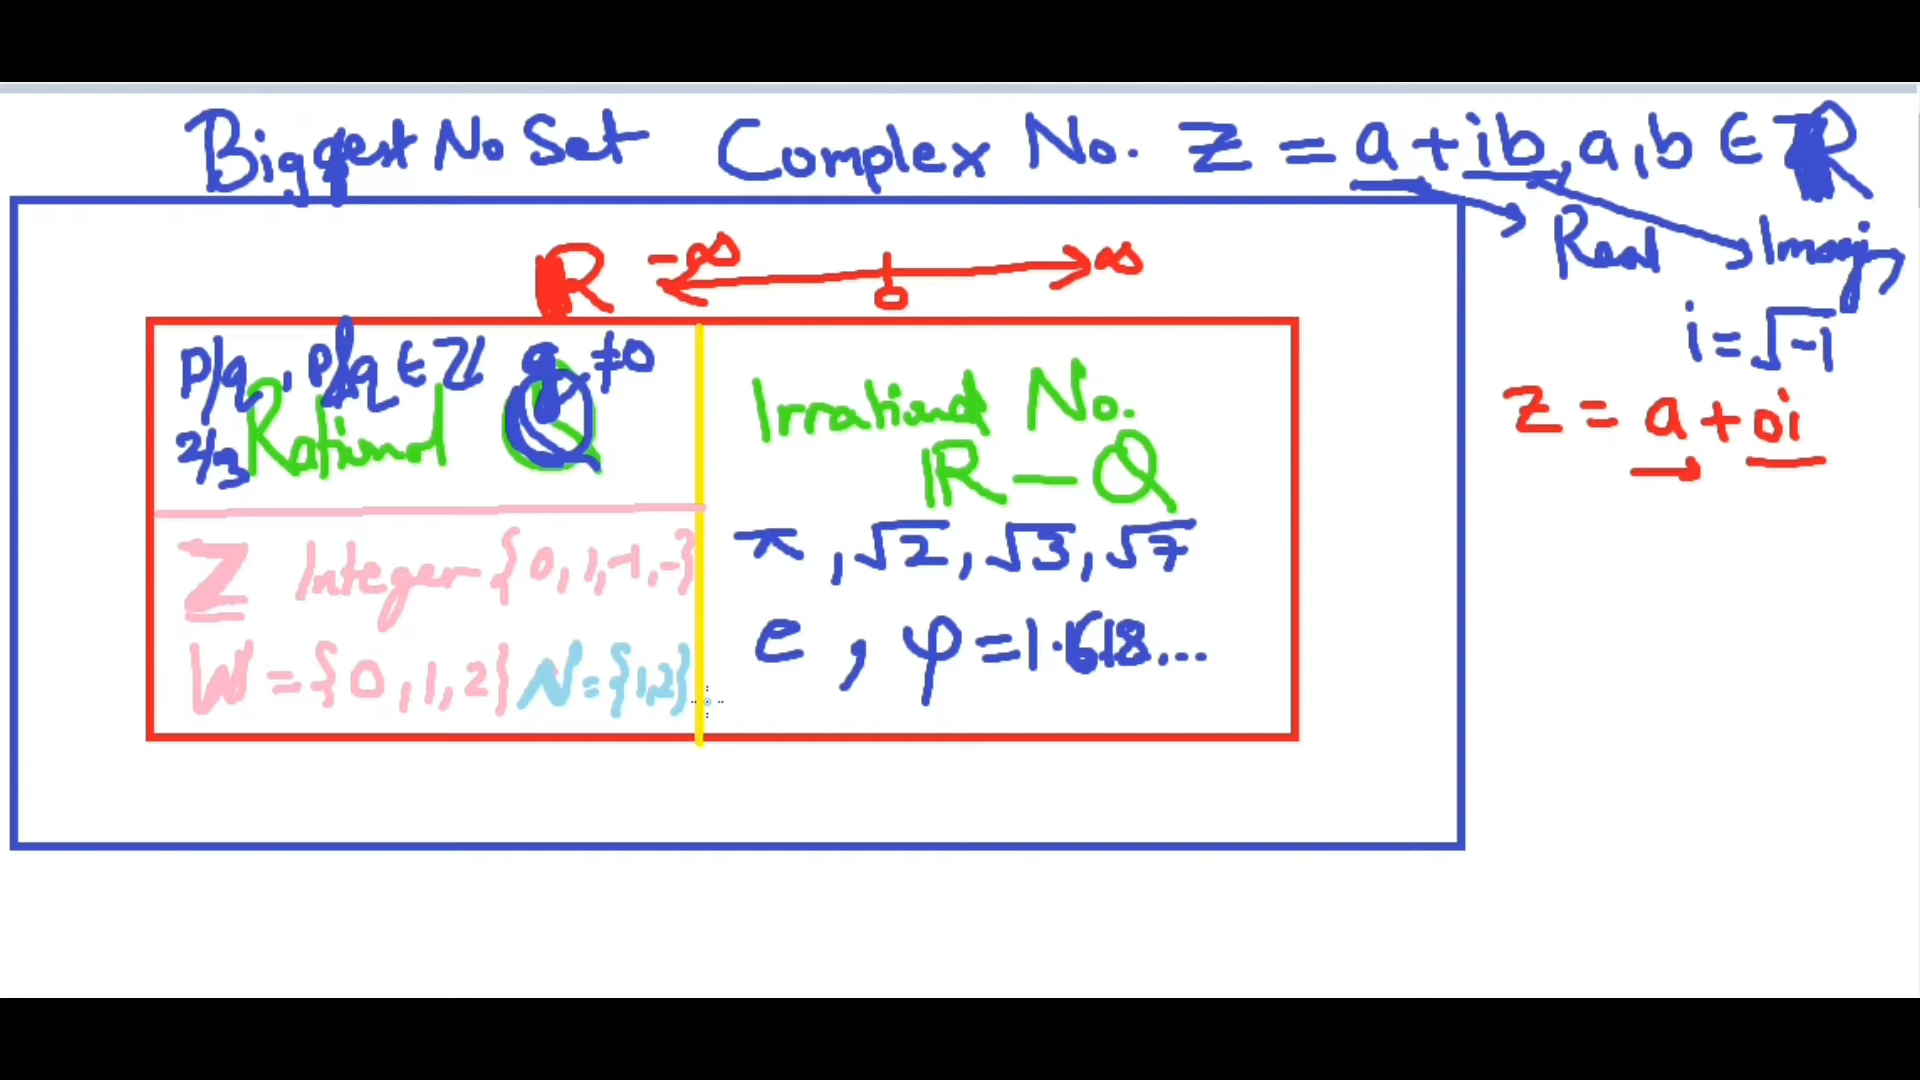 Biggest No Set Complex No. Z = a + ib, a, b ∈ ℝ
Real Imaginary
ℝ -∞ 0 ∞
i = √-1
p/q, p/q ∈ ℤ q ≠ 0
Z = a + 0i
2/3 Rational Q
Irrational No.
ℝ - Q
ℤ Integer {0, 1, -1, -}
π, √2, √3, √7
W = {0, 1, 2} N = {1, 2}
e, φ = 1.618...